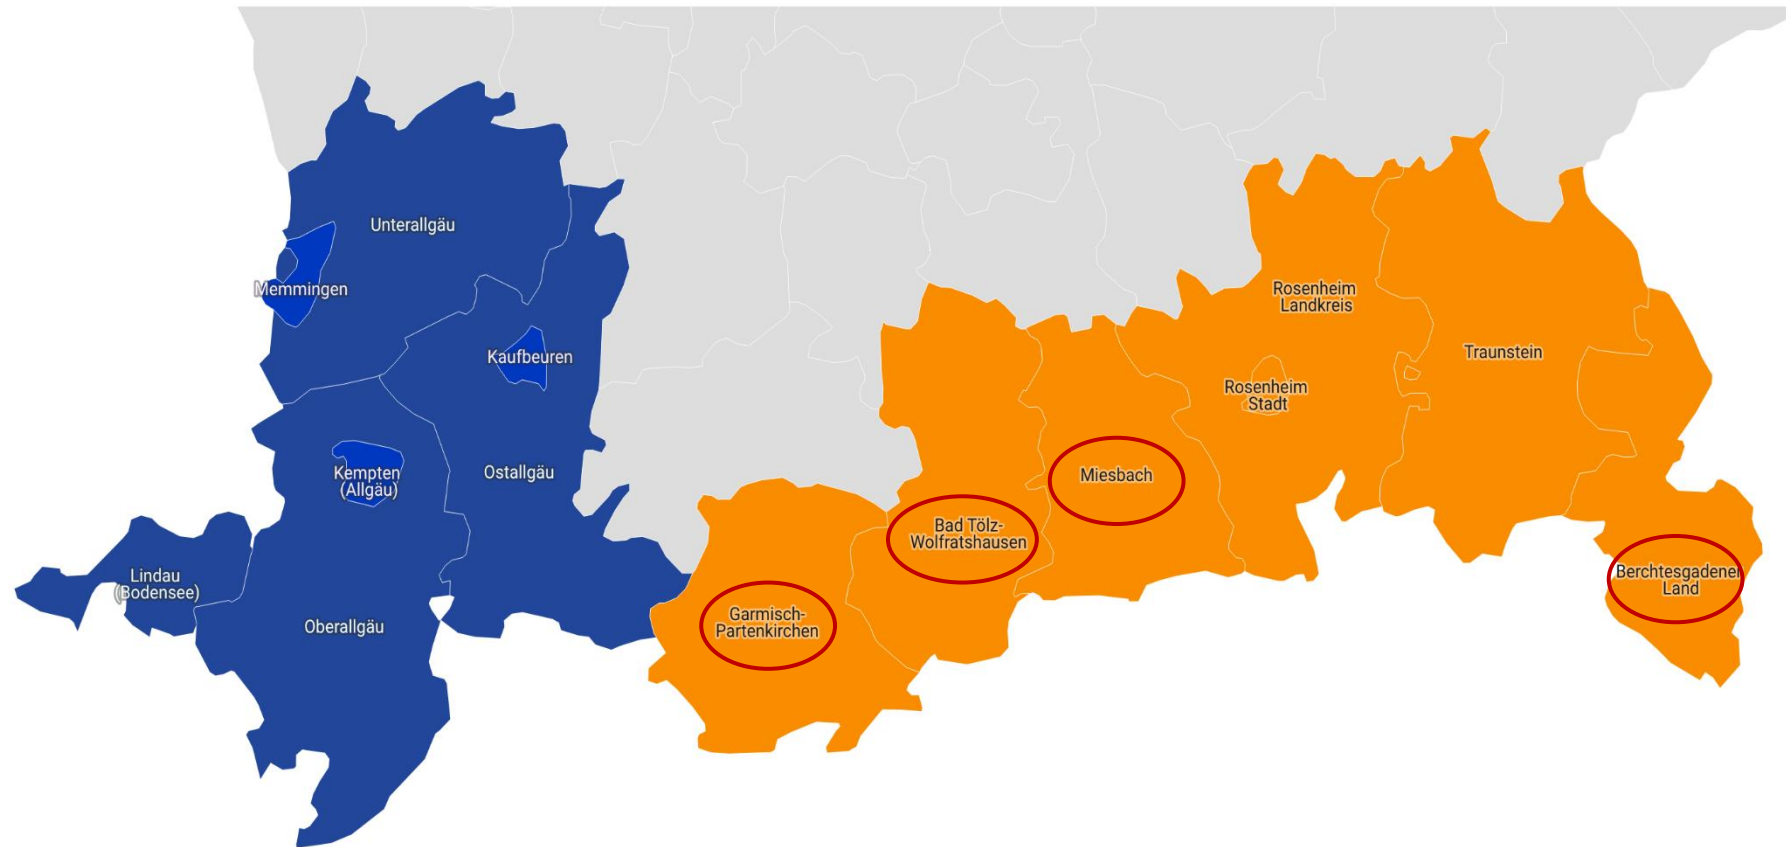 Unterallgäu
Memmingen
Kaufbeuren
Kempten
(Allgäu)
Ostallgäu
Lindau
(Bodensee)
Oberallgäu
Garmisch-
Partenkirchen
Bad Tölz-
Wolfratshausen
Miesbach
Rosenheim
Landkreis
Rosenheim
Stadt
Traunstein
Berchtesgadener
Land